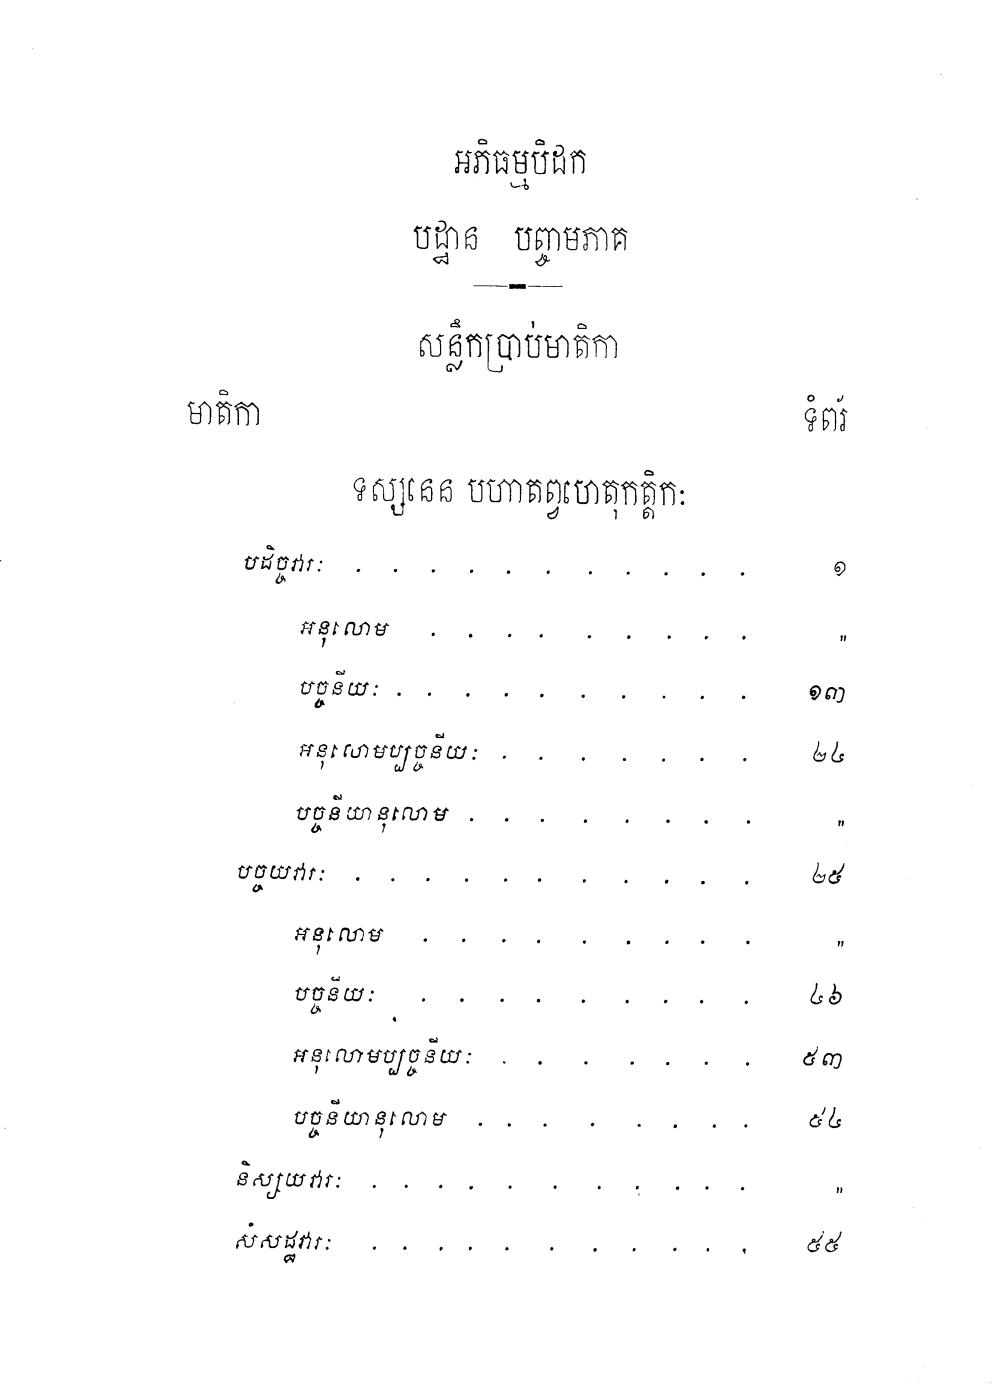 អភិធម្មបិដក
បដ្ឋាន បញ្ចមភាគ
សន្លឹកប្រាប់មាតិកា
មាតិកា ទំព័រ
ទស្សនេន បហាតព្វហេតុកត្តិកៈ
បដិច្ចវារៈ . . . . . . . . . . . ១
អនុលោម . . . . . . . . . "
បច្ចនីយៈ . . . . . . . . . . ១៣
អនុលោមប្បច្ចនីយៈ . . . . . . . ២៤
បច្ចនីយានុលោម . . . . . . . . "
បច្ចយវារៈ . . . . . . . . . . . ២៥
អនុលោម . . . . . . . . . "
បច្ចនីយៈ . . . . . . . . . ៤៦
អនុលោមប្បច្ចនីយៈ . . . . . . . ៥៣
បច្ចនីយានុលោម . . . . . . . . ៥៤
និស្សយវារៈ . . . . . . . . . . . "
សំសដ្ឋវារៈ . . . . . . . . . . . ៥៥